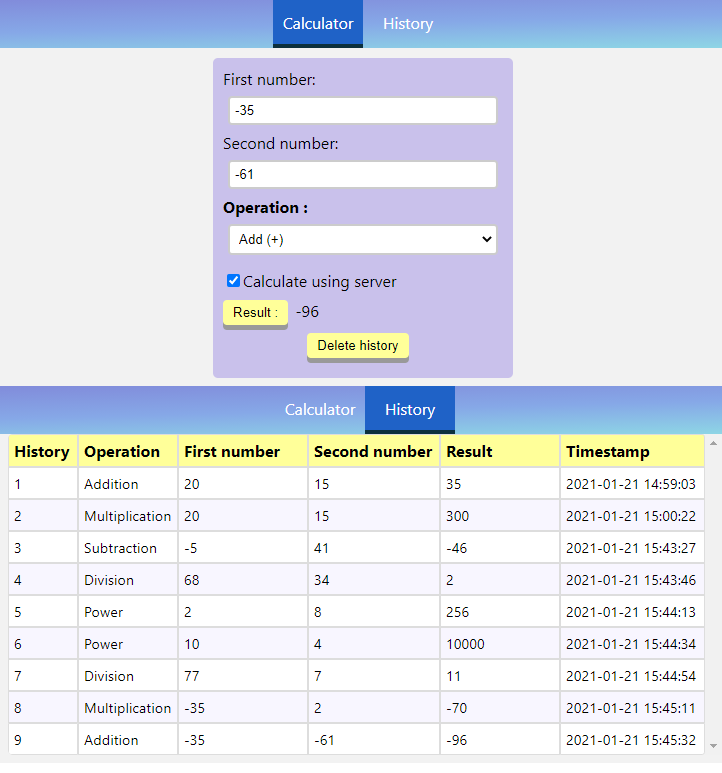 Calculator History
First number:
-35
Second number:
-61
Operation :
Add (+)
Calculate using server
Result : -96
Delete history
Calculator History
History Operation First number Second number Result Timestamp
1 Addition 20 15 35 2021-01-21 14:59:03
2 Multiplication 20 15 300 2021-01-21 15:00:22
3 Subtraction -5 41 -46 2021-01-21 15:43:27
4 Division 68 34 2 2021-01-21 15:43:46
5 Power 2 8 256 2021-01-21 15:44:13
6 Power 10 4 10000 2021-01-21 15:44:34
7 Division 77 7 11 2021-01-21 15:44:54
8 Multiplication -35 2 -70 2021-01-21 15:45:11
9 Addition -35 -61 -96 2021-01-21 15:45:32